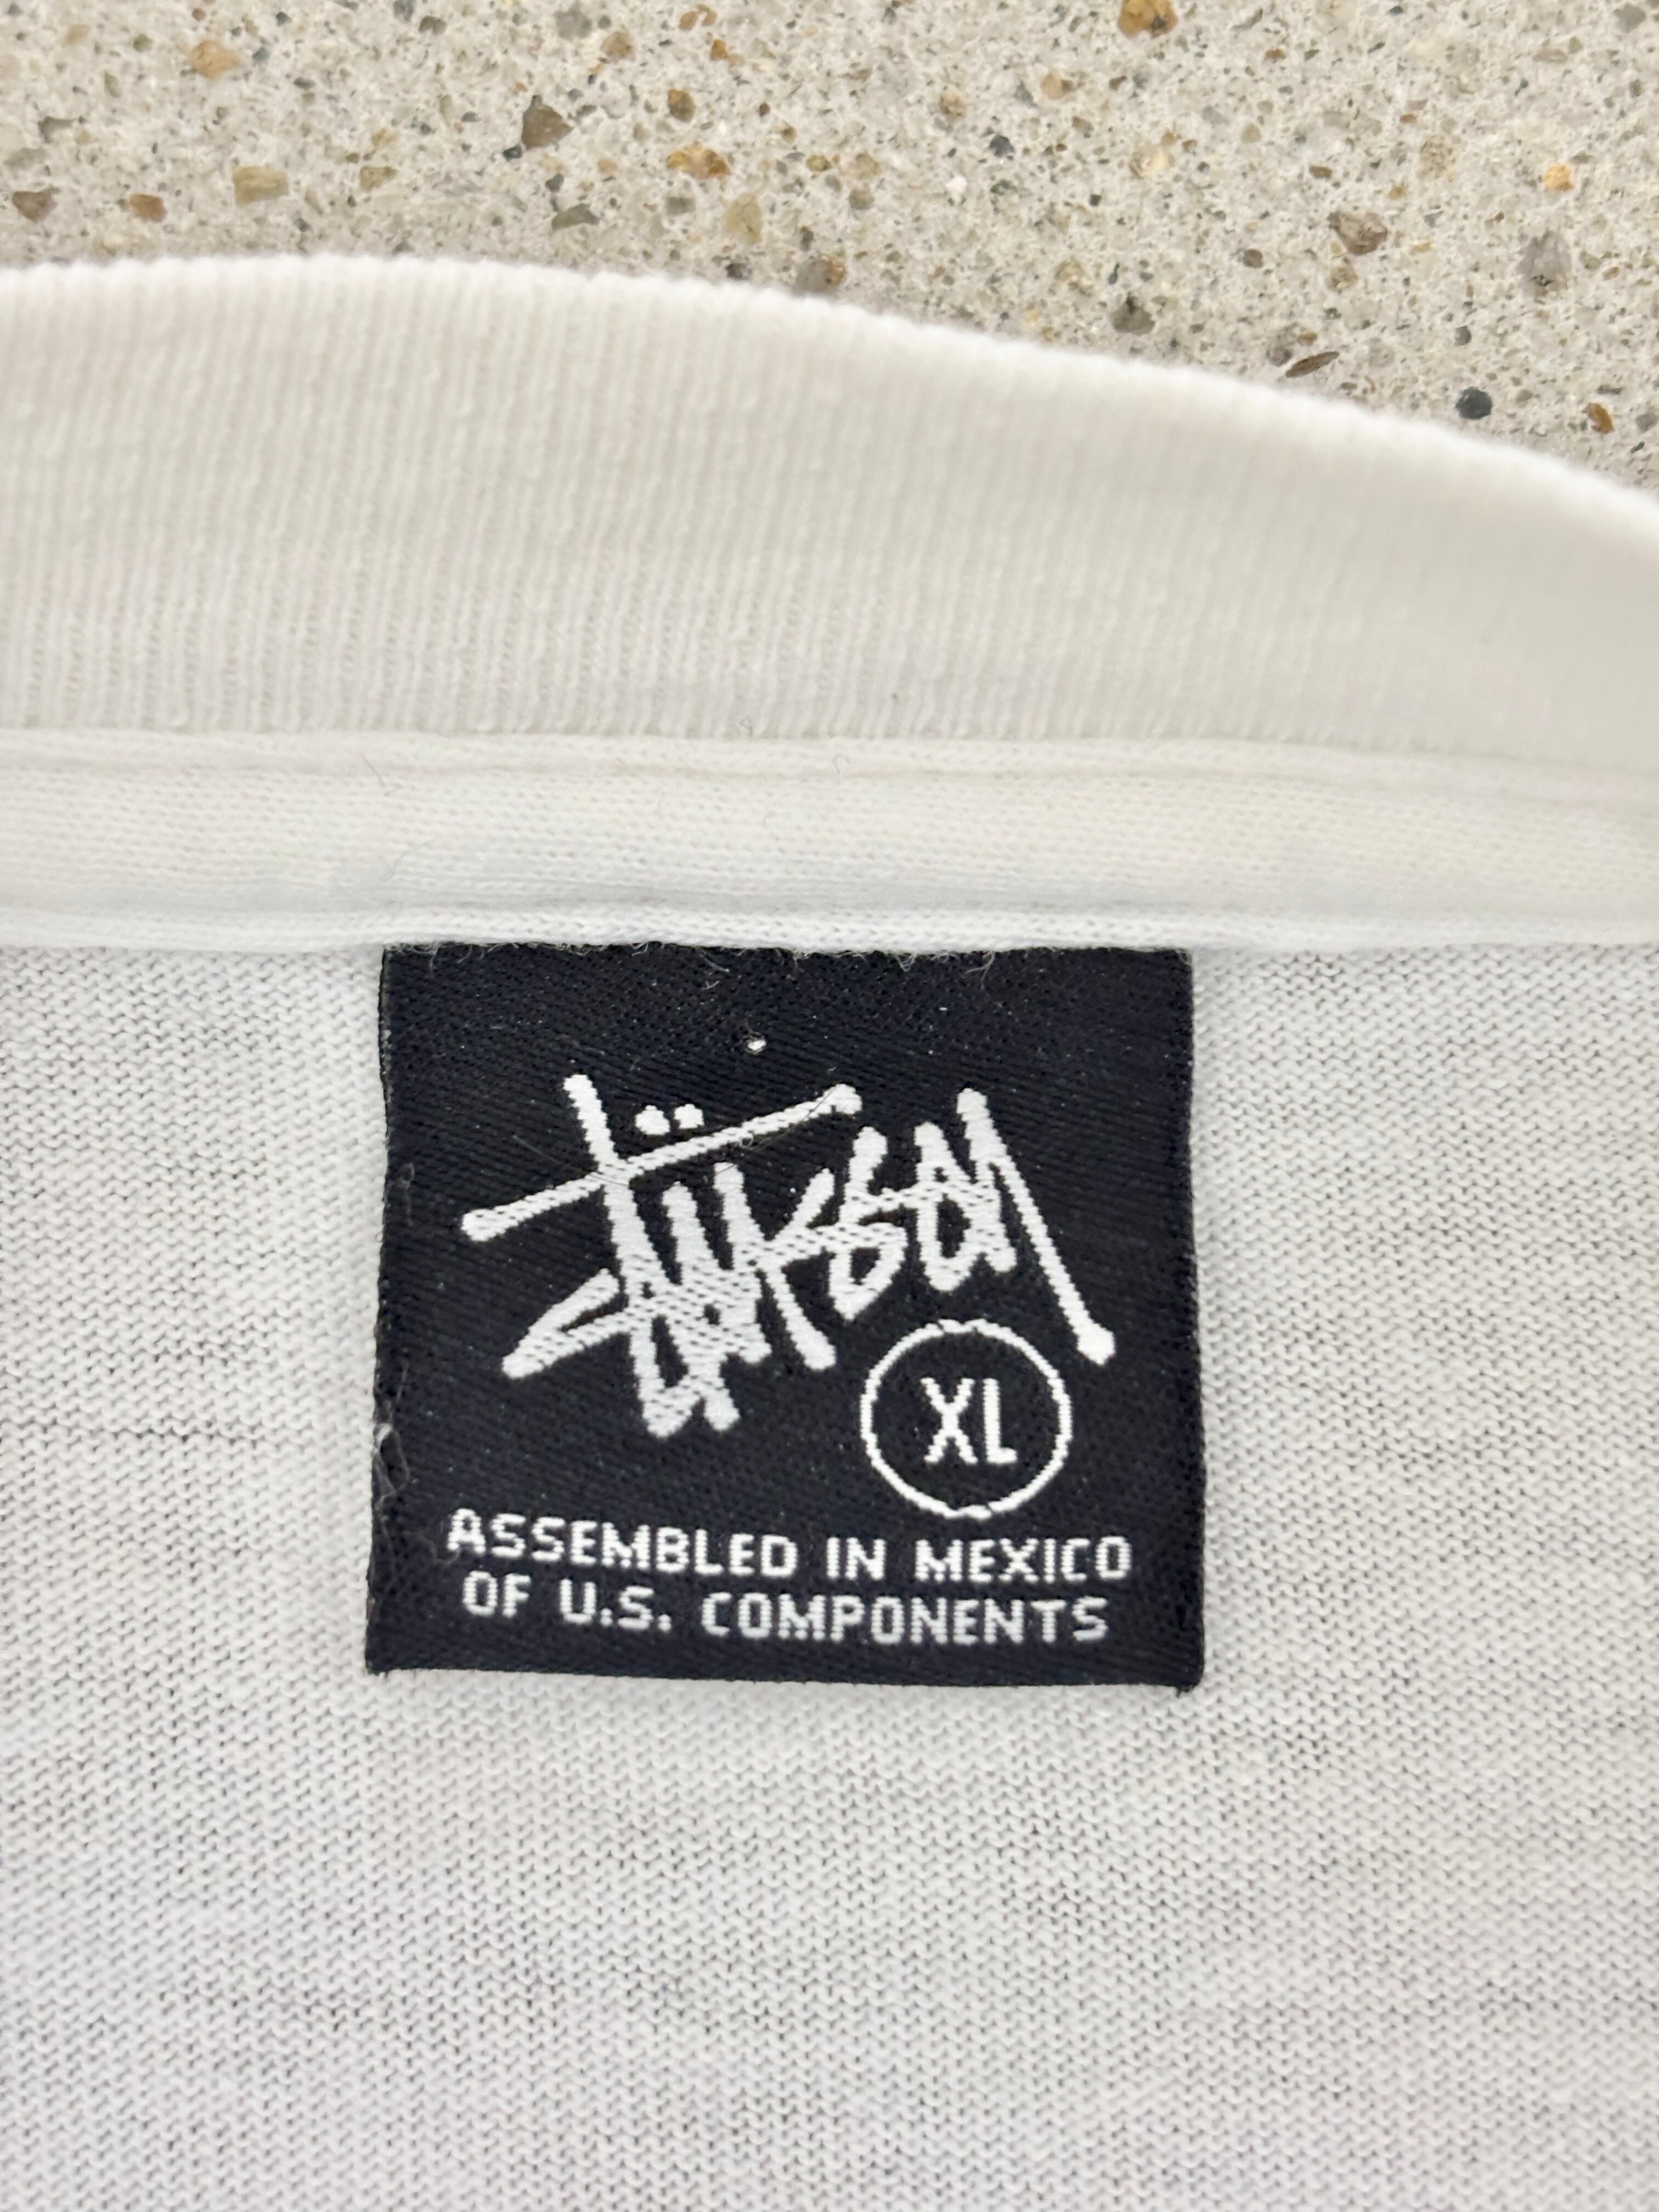 Stüssy
XL
ASSEMBLED IN MEXICO
OF U.S. COMPONENTS